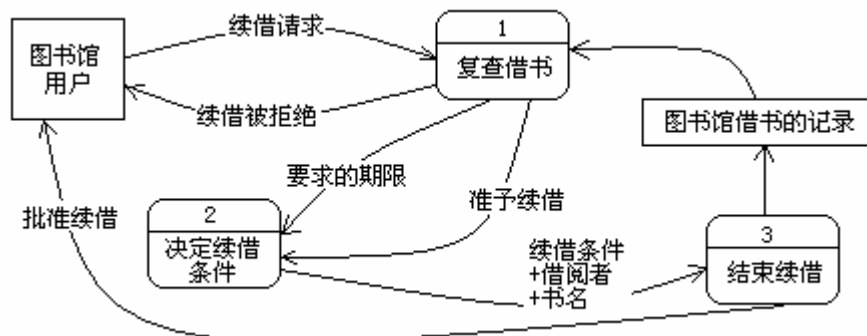 续借请求
1
图书馆
用户
复查借书
续借被拒绝
图书馆借书的记录
要求的期限
准予续借
批准续借
2
决定续借
条件
续借条件
+借阅者
+书名
3
结束续借